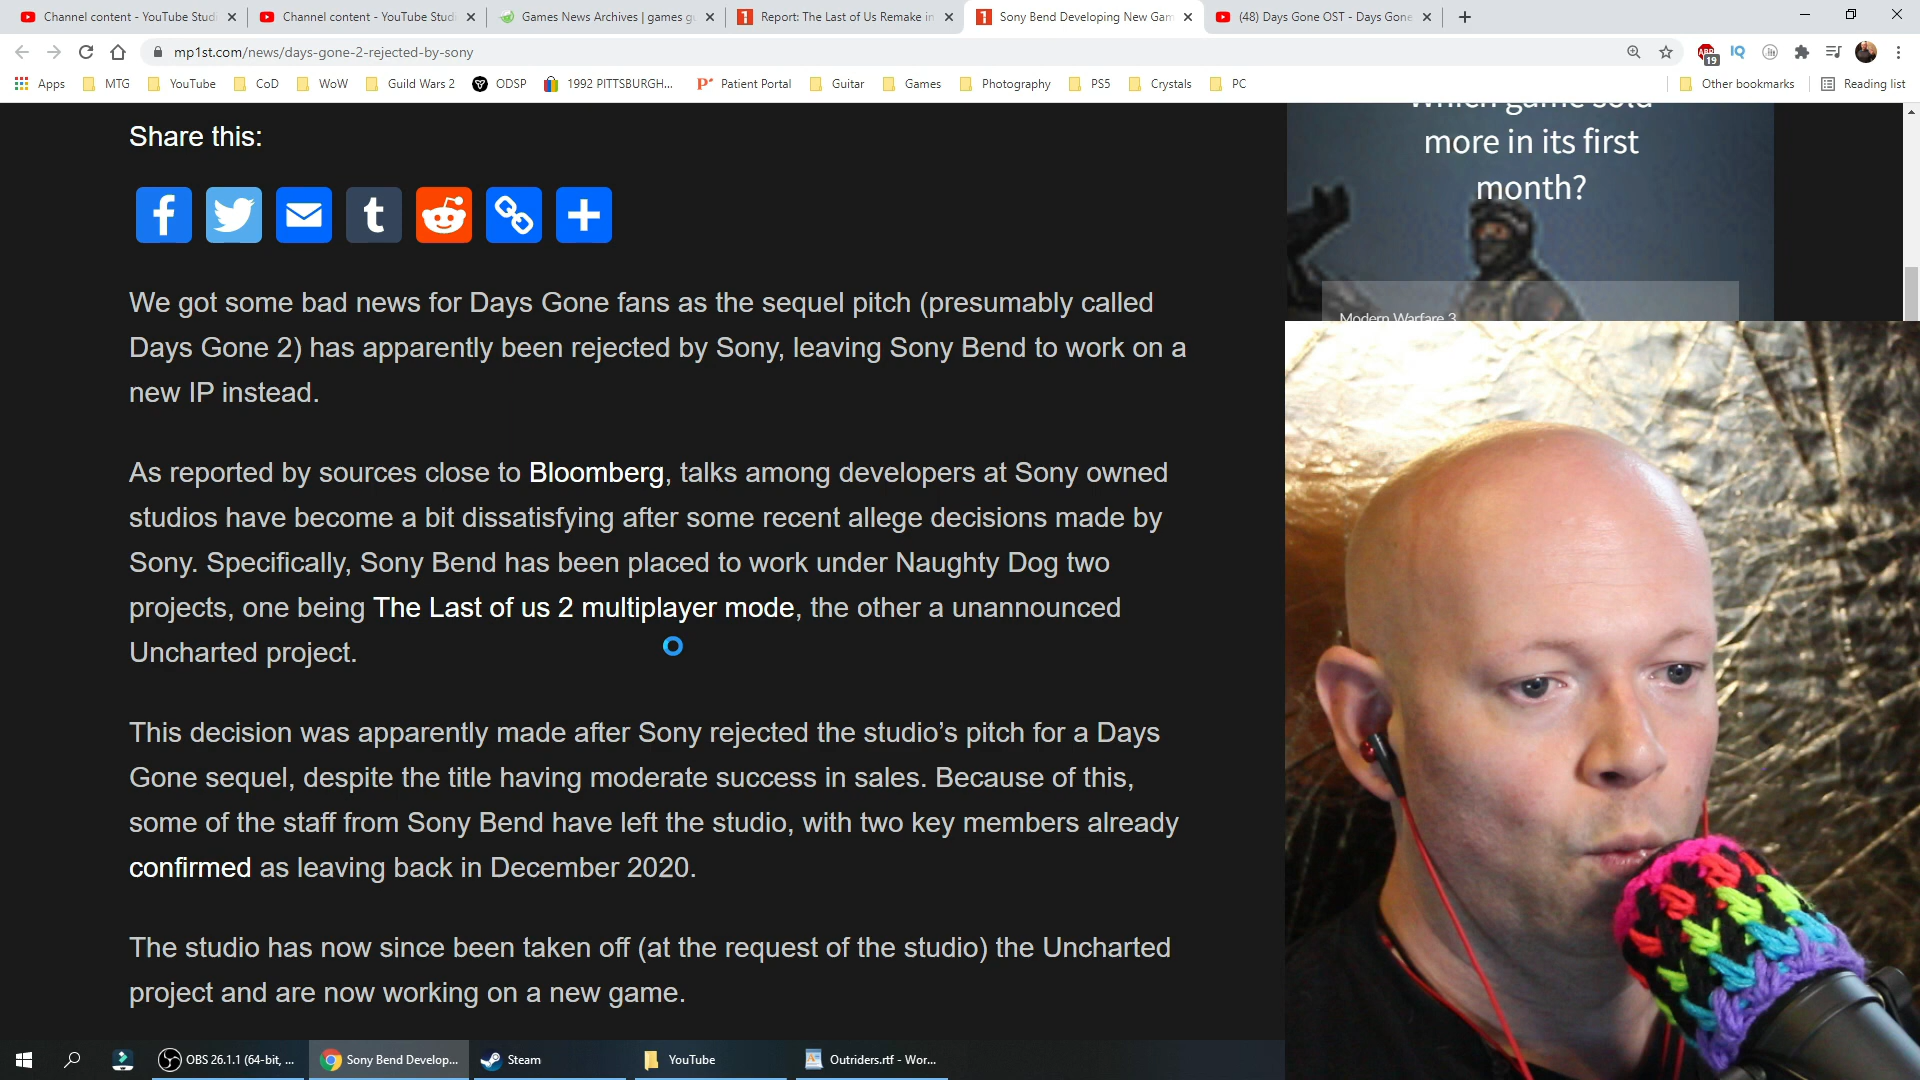 Channel content - YouTube Studi
Channel content - YouTube Studi
Games News Archives | games g
Report: The Last of Us Remake in
Sony Bend Developing New Gam
(48) Days Gone OST - Days Gone
mp1st.com/news/days-gone-2-rejected-by-sony
ABP
19
IQ
Apps
MTG
YouTube
CoD
WoW
Guild Wars 2
ODSP
1992 PITTSBURGH...
Patient Portal
Guitar
Games
Photography
PS5
Crystals
PC
Other bookmarks
Reading list
Share this:
We got some bad news for Days Gone fans as the sequel pitch (presumably called
Days Gone 2) has apparently been rejected by Sony, leaving Sony Bend to work on a
new IP instead.
As reported by sources close to Bloomberg, talks among developers at Sony owned
studios have become a bit dissatisfying after some recent allege decisions made by
Sony. Specifically, Sony Bend has been placed to work under Naughty Dog two
projects, one being The Last of us 2 multiplayer mode, the other a unannounced
Uncharted project.
This decision was apparently made after Sony rejected the studio’s pitch for a Days
Gone sequel, despite the title having moderate success in sales. Because of this,
some of the staff from Sony Bend have left the studio, with two key members already
confirmed as leaving back in December 2020.
The studio has now since been taken off (at the request of the studio) the Uncharted
project and are now working on a new game.
Which game sold
more in its first
month?
Modern Warfare 3
OBS 26.1.1 (64-bit, ...
Sony Bend Develop...
Steam
YouTube
Outriders.rtf - Wor...